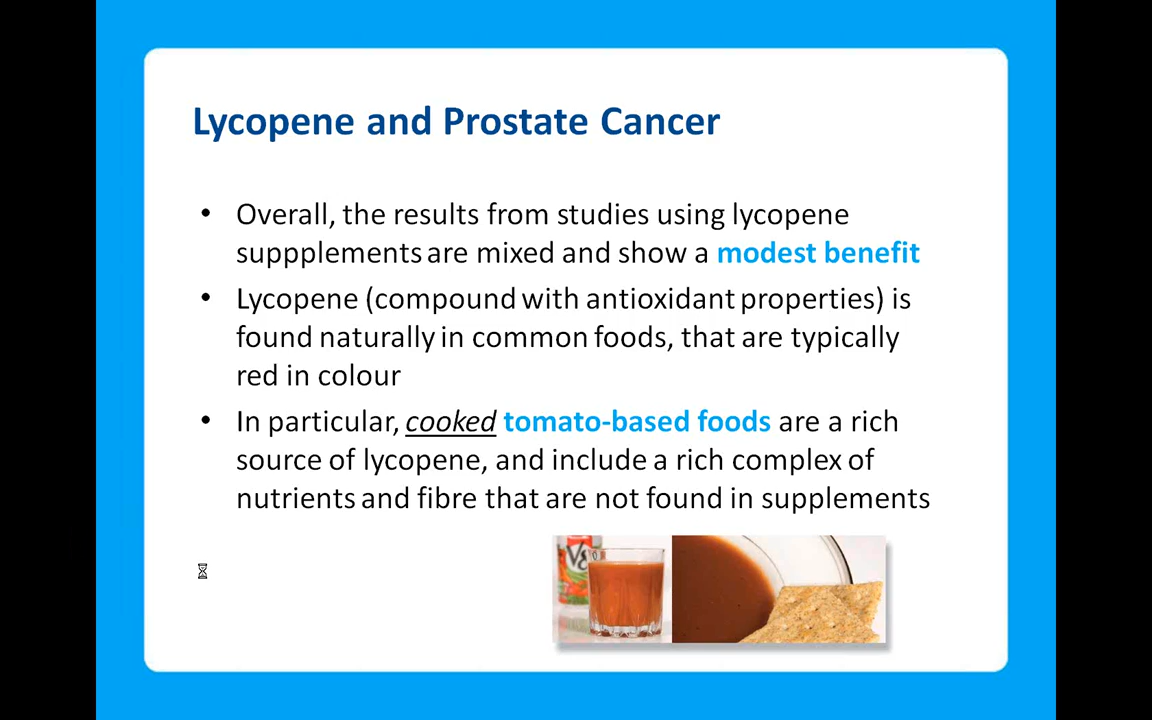 Lycopene and Prostate Cancer
• Overall, the results from studies using lycopene
suppplements are mixed and show a modest benefit
• Lycopene (compound with antioxidant properties) is
found naturally in common foods, that are typically
red in colour
• In particular, cooked tomato-based foods are a rich
source of lycopene, and include a rich complex of
nutrients and fibre that are not found in supplements
V8